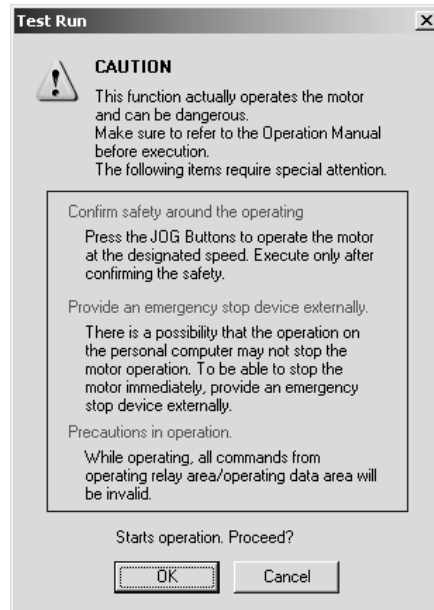 Test Run
CAUTION
This function actually operates the motor
and can be dangerous.
Make sure to refer to the Operation Manual
before execution.
The following items require special attention.
Confirm safety around the operating
Press the JOG Buttons to operate the motor
at the designated speed. Execute only after
confirming the safety.
Provide an emergency stop device externally.
There is a possibility that the operation on
the personal computer may not stop the
motor operation. To be able to stop the
motor immediately, provide an emergency
stop device externally.
Precautions in operation.
While operating, all commands from
operating relay area/operating data area will
be invalid.
Starts operation. Proceed?
OK
Cancel